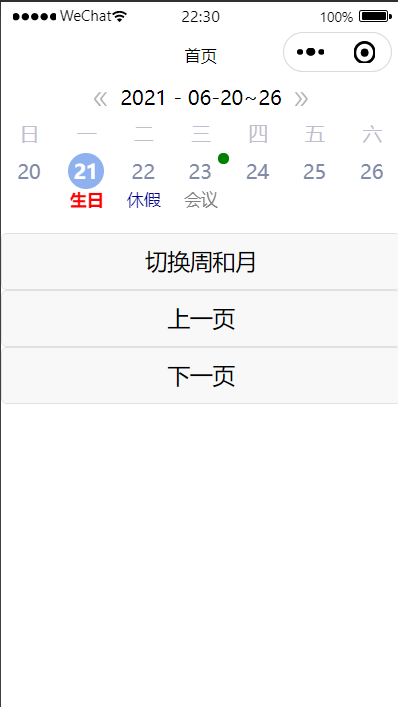 WeChat 22:30 100%
首页
« 2021 - 06-20~26 »
日 一 二 三 四 五 六
20 21 22 23 24 25 26
生日 休假 会议
切换周和月
上一页
下一页